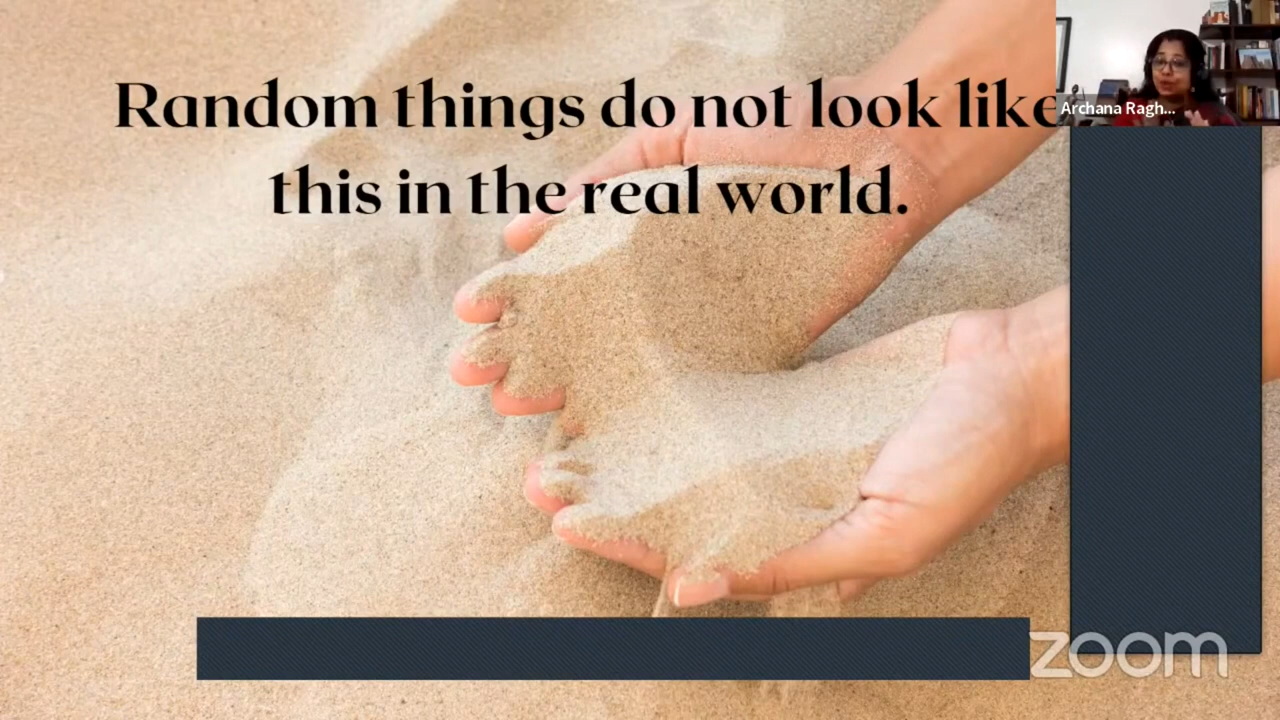 Random things do not look like
this in the real world.
Archana Ragh...
zoom